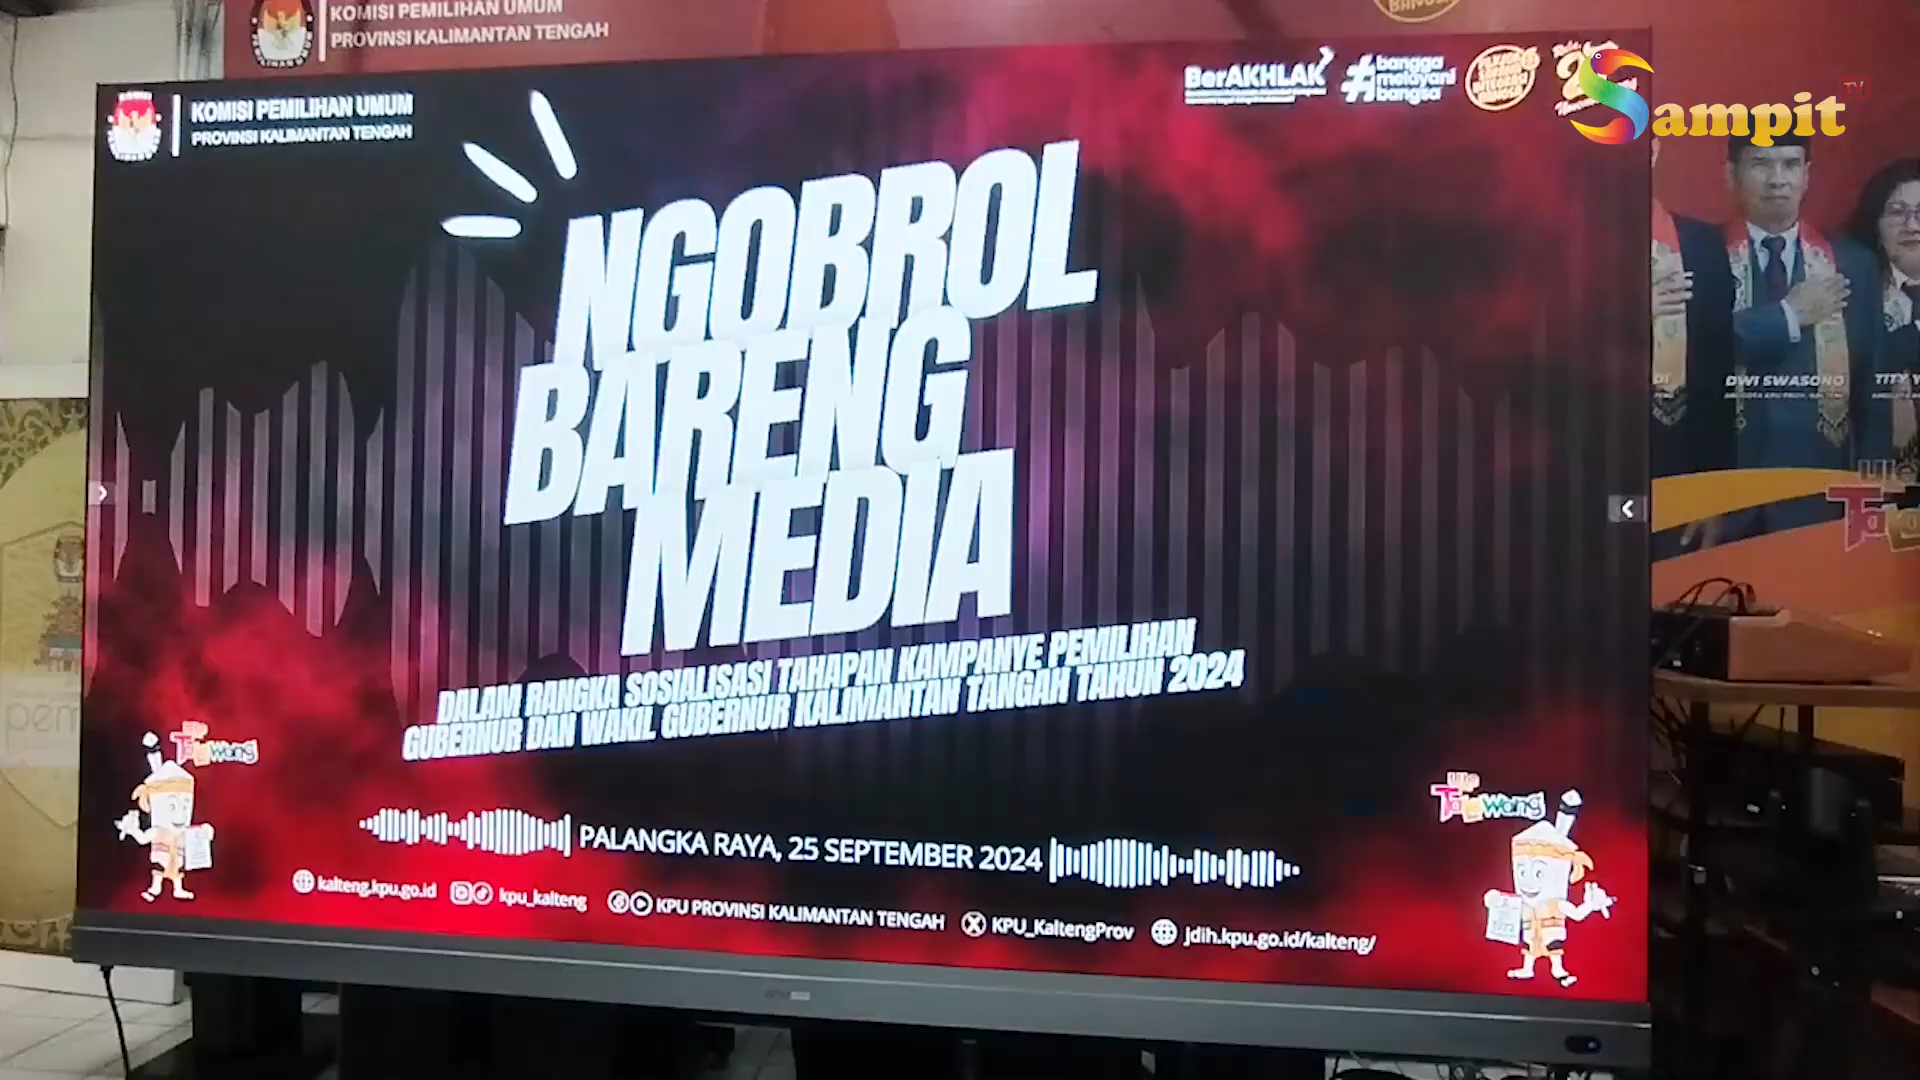 KOMISI PEMILIHAN UMUM
PROVINSI KALIMANTAN TENGAH
KOMISI PEMILIHAN UMUM
PROVINSI KALIMANTAN TENGAH
BerAKHLAK
#bangga
melayani
bangsa
Sampit TV
NGOBROL
BARENG
MEDIA
DALAM RANGKA SOSIALISASI TAHAPAN KAMPANYE PEMILIHAN
GUBERNUR DAN WAKIL GUBERNUR KALIMANTAN TANGAH TAHUN 2024
DWI SWASONO
TITY
PALANGKA RAYA, 25 SEPTEMBER 2024
kalteng.kpu.go.id
kpu_kalteng
KPU PROVINSI KALIMANTAN TENGAH
KPU_KaltengProv
jdih.kpu.go.id/kalteng/